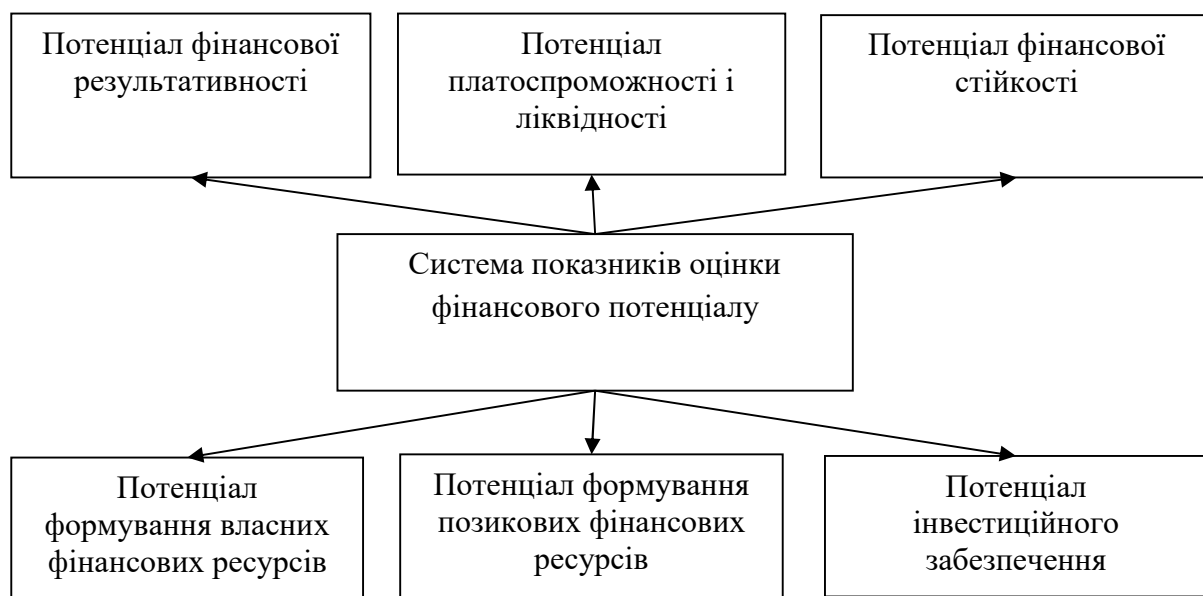 Потенціал фінансової
результативності
Потенціал
платоспроможності і
ліквідності
Потенціал фінансової
стійкості
Система показників оцінки
фінансового потенціалу
Потенціал
формування власних
фінансових ресурсів
Потенціал формування
позикових фінансових
ресурсів
Потенціал
інвестиційного
забезпечення